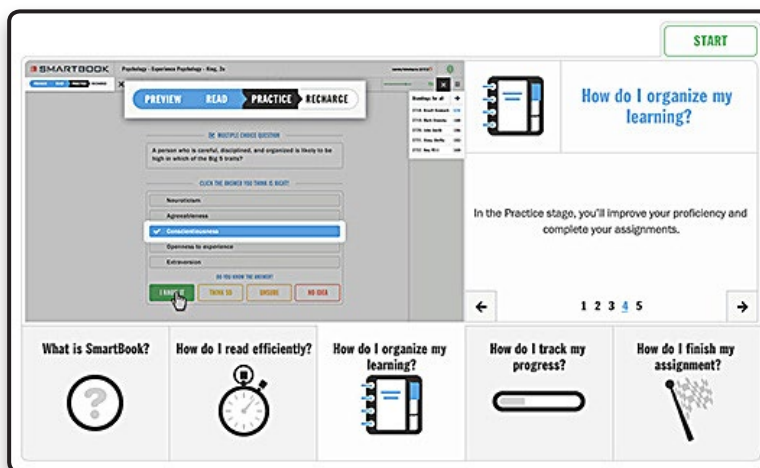 START
SMARTBOOK
Psychology - Experience Psychology - King, 2e
PREVIEW READ PRACTICE RECHARGE
MULTIPLE CHOICE QUESTION
A person who is careful, disciplined, and organized is likely to be
high in which of the Big 5 traits?
CLICK THE ANSWER YOU THINK IS RIGHT!
Neuroticism
Agreeableness
Conscientiousness
Openness to experience
Extraversion
DO YOU KNOW THE ANSWER?
I KNOW IT THINK SO UNSURE NO IDEA
How do I organize my
learning?
In the Practice stage, you'll improve your proficiency and
complete your assignments.
1 2 3 4 5
What is SmartBook?
How do I read efficiently?
How do I organize my
learning?
How do I track my
progress?
How do I finish my
assignment?